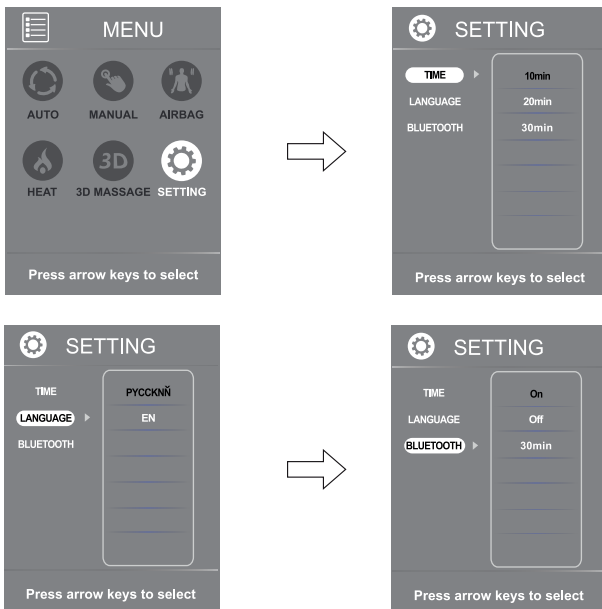 MENU
AUTO MANUAL AIRBAG
3D
HEAT 3D MASSAGE SETTING
Press arrow keys to select
SETTING
TIME 10min
LANGUAGE 20min
BLUETOOTH 30min
Press arrow keys to select
SETTING
TIME PYCCKNŇ
LANGUAGE EN
BLUETOOTH
Press arrow keys to select
SETTING
TIME On
LANGUAGE Off
BLUETOOTH 30min
Press arrow keys to select